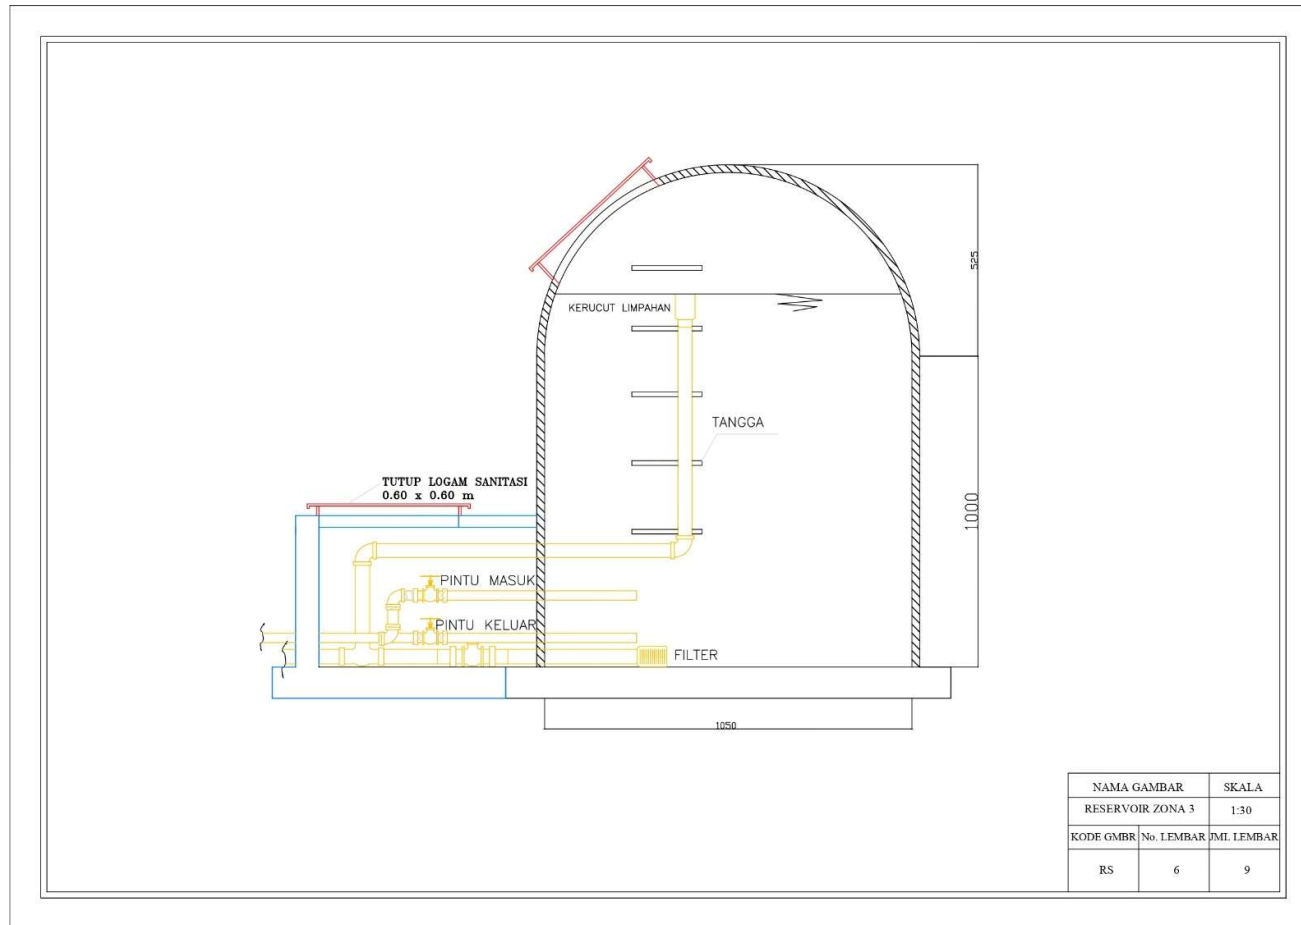 525
KERUCUT LIMPAHAN
TANGGA
TUTUP LOGAM SANITASI
0.60 x 0.60 m
1000
PINTU MASUK
PINTU KELUAR
FILTER
1050
NAMA GAMBAR SKALA
RESERVOIR ZONA 3 1:30
KODE GMBR No. LEMBAR JML LEMBAR
RS 6 9